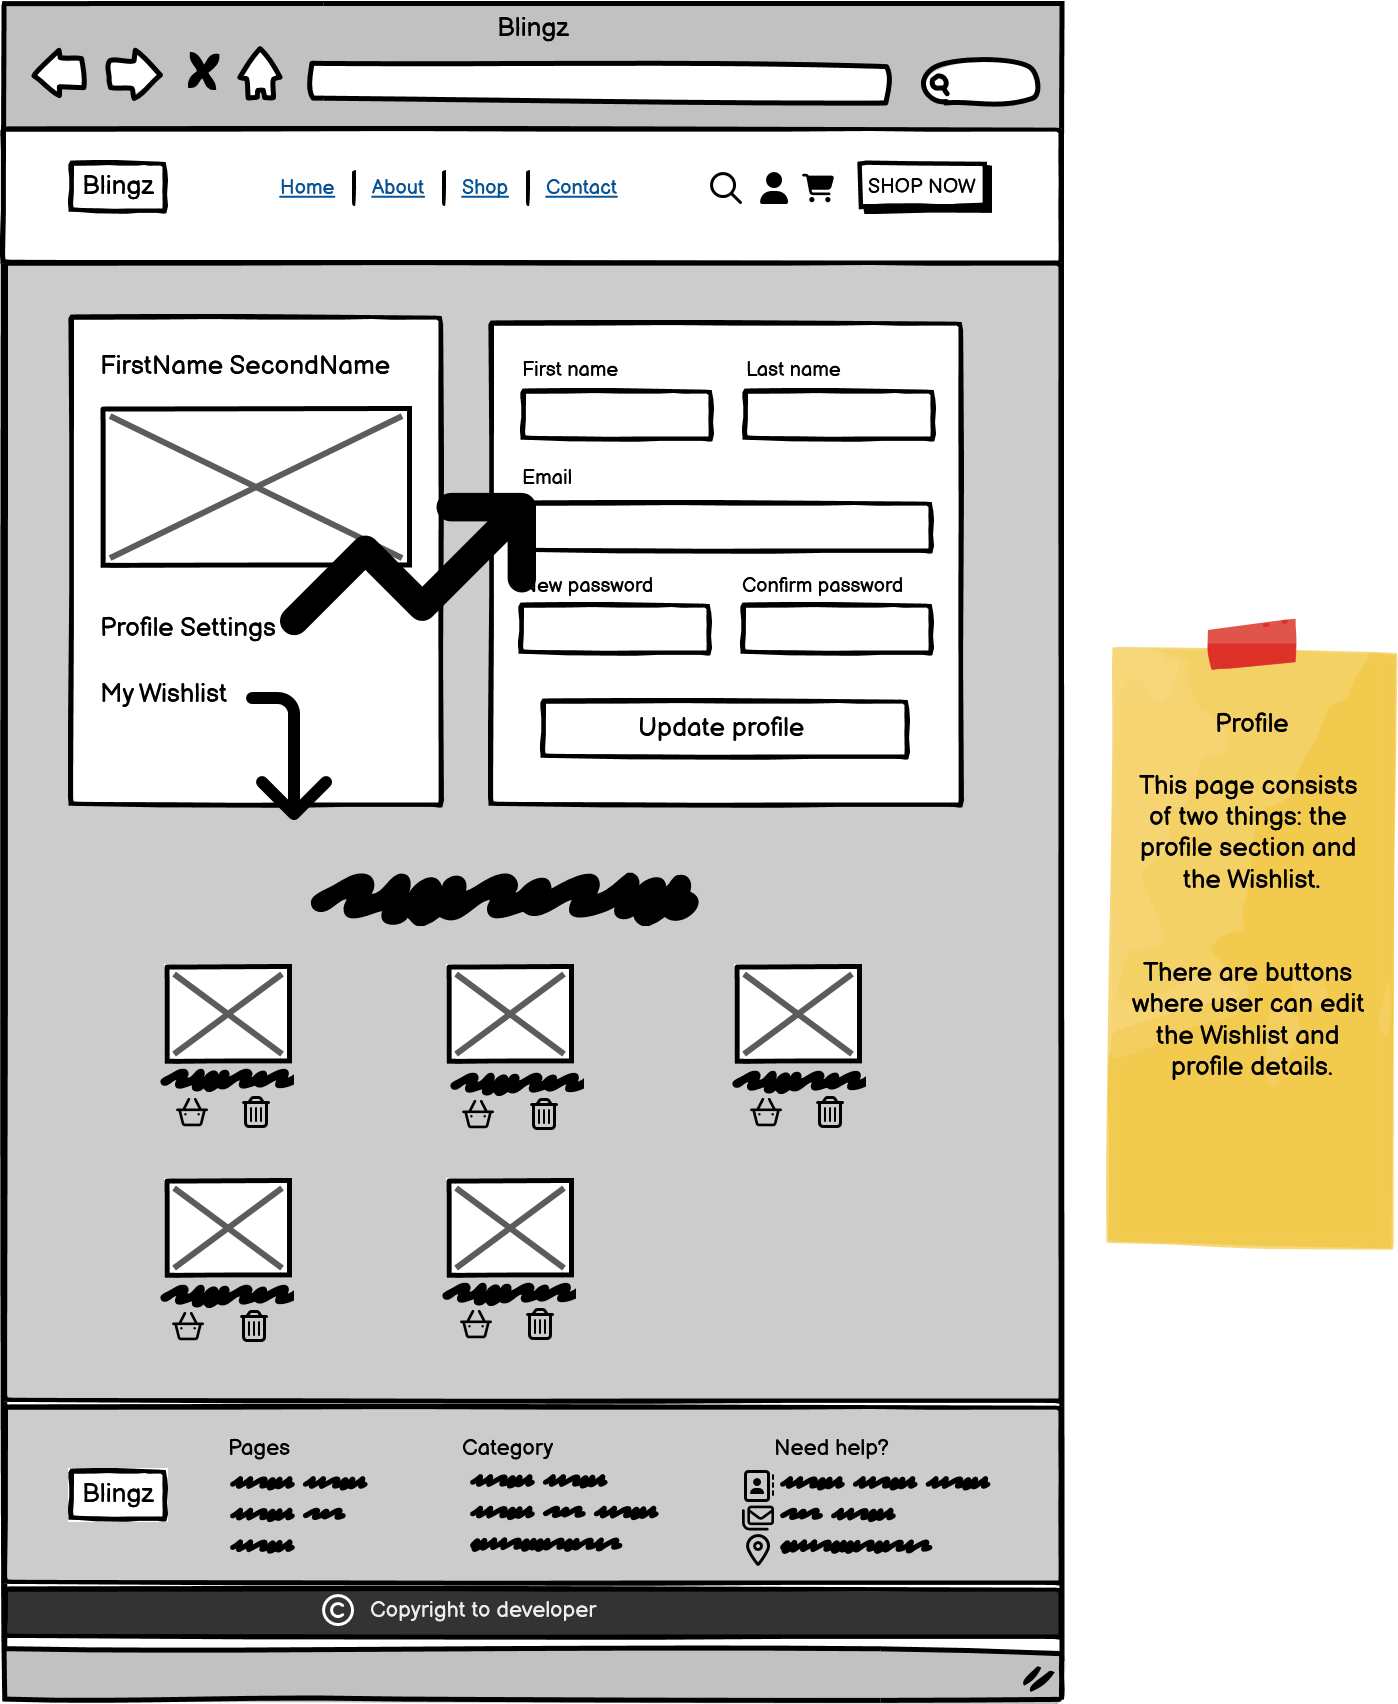 Blingz
Blingz
Home
About
Shop
Contact
SHOP NOW
FirstName SecondName
Profile Settings
My Wishlist
First name
Last name
Email
New password
Confirm password
Update profile
Profile
This page consists
of two things: the
profile section and
the Wishlist.
There are buttons
where user can edit
the Wishlist and
profile details.
Blingz
Pages
Category
Need help?
© Copyright to developer